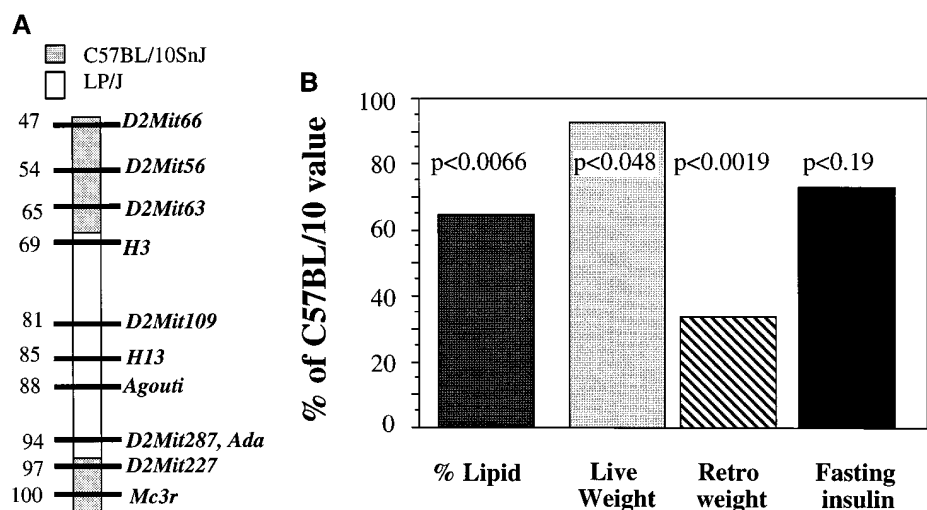 A
C57BL/10SnJ
LP/J
47 D2Mit66
54 D2Mit56
65 D2Mit63
69 H3
81 D2Mit109
85 H13
88 Agouti
94 D2Mit287, Ada
97 D2Mit227
100 Mc3r
B
% of C57BL/10 value
100
80
60
40
20
0
p<0.0066 p<0.048 p<0.0019 p<0.19
% Lipid Live Retro Fasting
Weight weight insulin